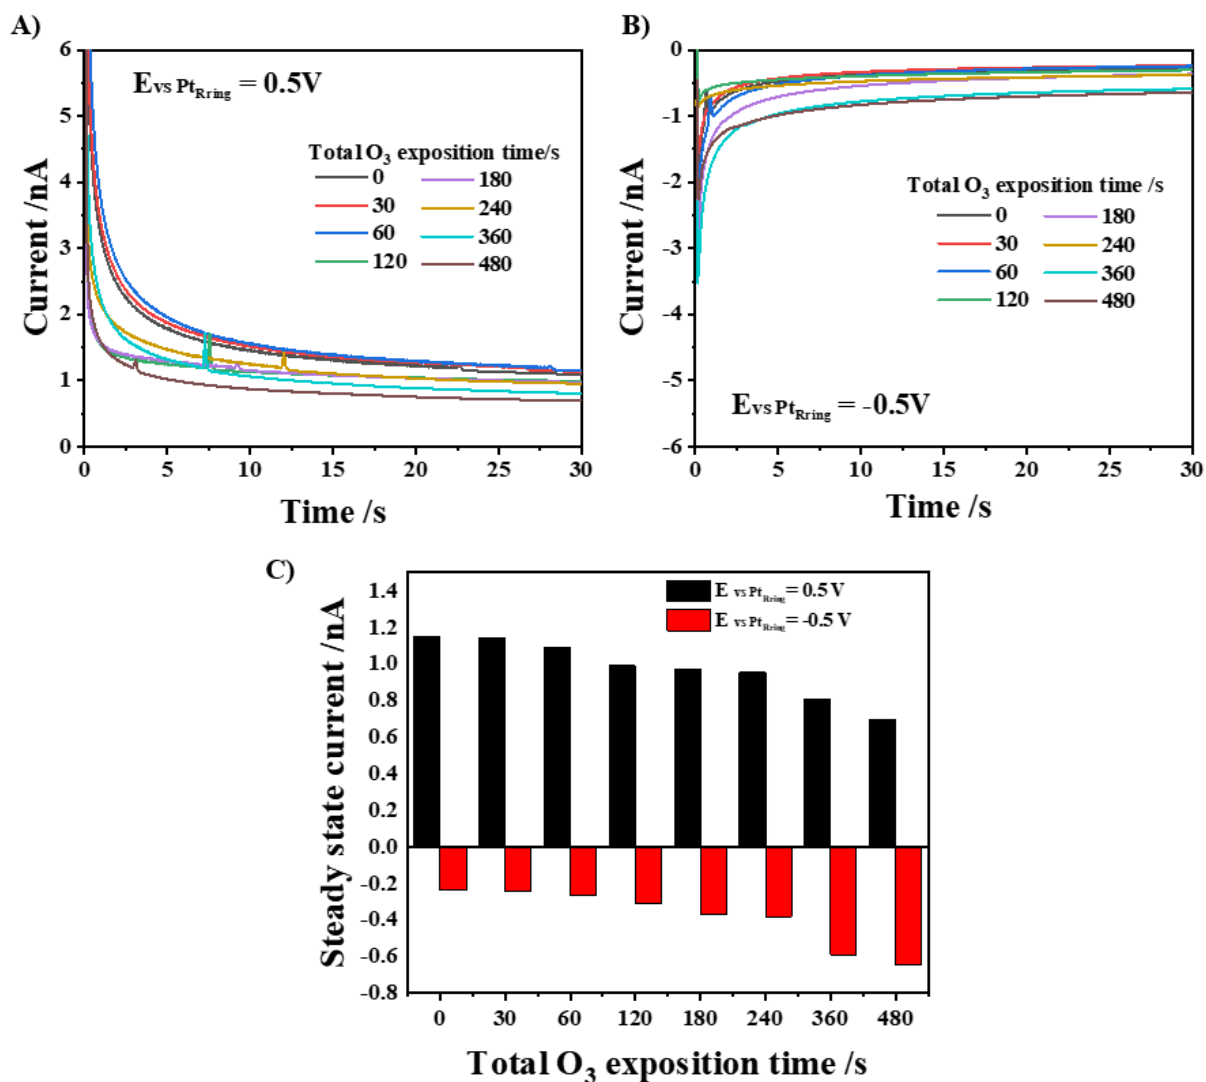 A)
E vs Pt Rring = 0.5V
Total O3 exposition time/s
0 180
30 240
60 360
120 480
6
5
4
3
2
1
0
0 5 10 15 20 25 30
Current /nA
Time /s
B)
0
-1
-2
-3
-4
-5
-6
Total O3 exposition time /s
0 180
30 240
60 360
120 480
E vs Pt Rring = -0.5V
0 5 10 15 20 25 30
Current /nA
Time /s
C)
E vs Pt Rring = 0.5 V
E vs Pt Rring = -0.5 V
1.4
1.2
1.0
0.8
0.6
0.4
0.2
0.0
-0.2
-0.4
-0.6
-0.8
0 30 60 120 180 240 360 480
Steady state current /nA
Total O3 exposition time /s